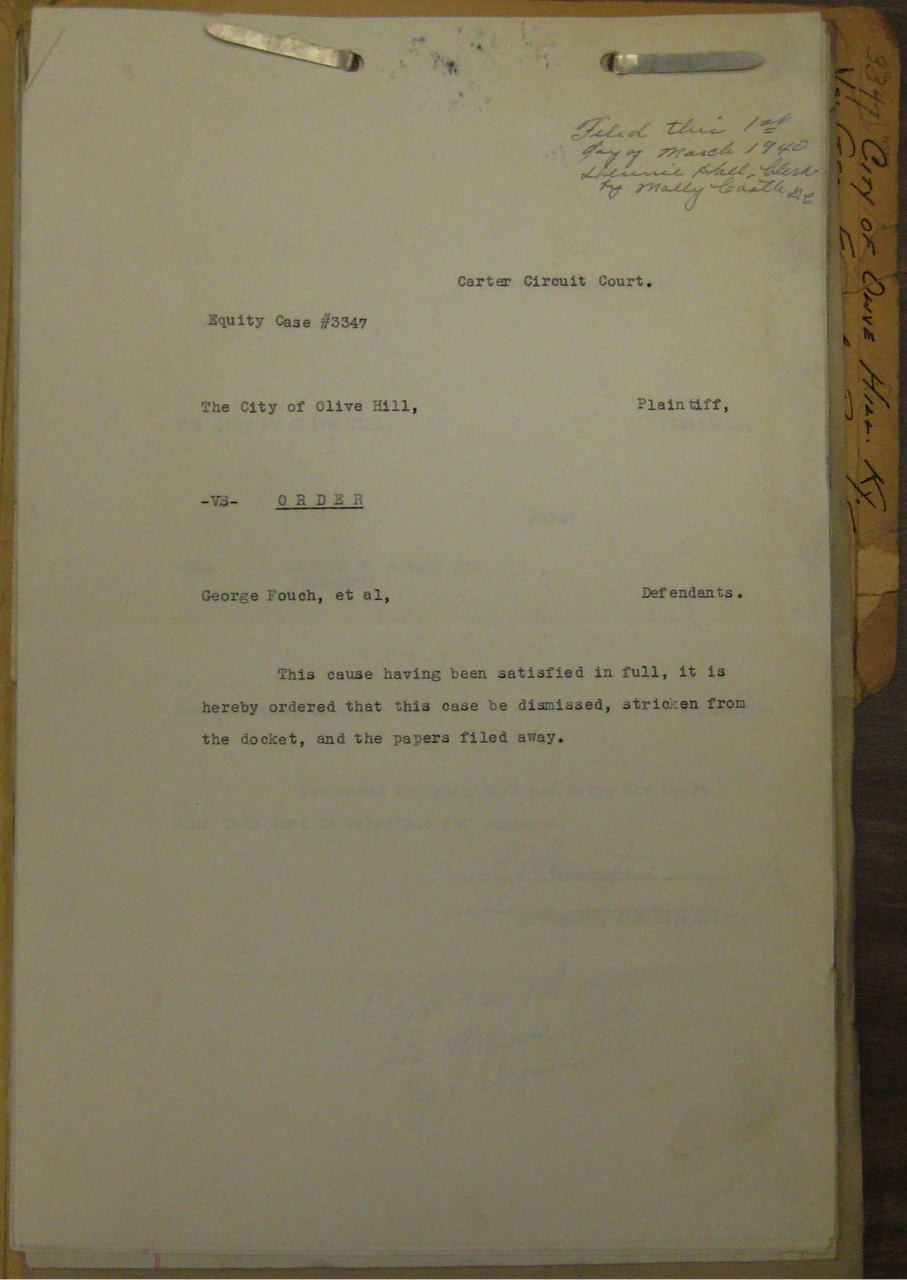 Filed this 1st
day of March 1940
Hall, Clerk
by Mally Castle DC
Carter Circuit Court.
Equity Case #3347
The City of Olive Hill, Plaintiff,
-VS- O R D E R
George Fouch, et al, Defendants.
This cause having been satisfied in full, it is
hereby ordered that this case be dismissed, stricken from
the docket, and the papers filed away.
3347 CITY OF OLIVE HILL. KY.